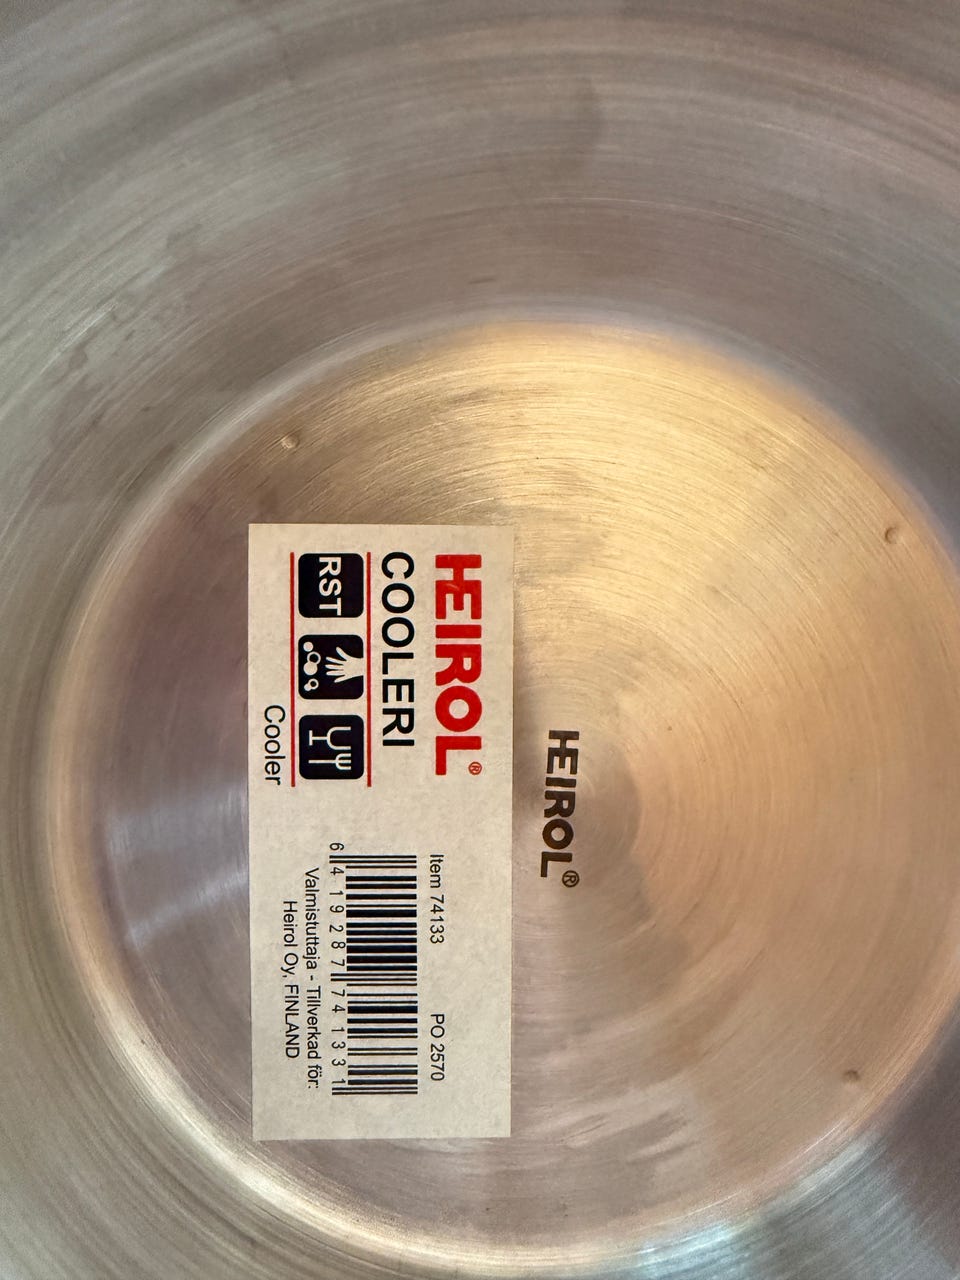 HEIROL®
COOLERI
RST
Cooler
Item 74133 PO 2570
6 419287 741331
Valmistuttaja - Tillverkad för:
Heirol Oy, FINLAND
HEIROL®